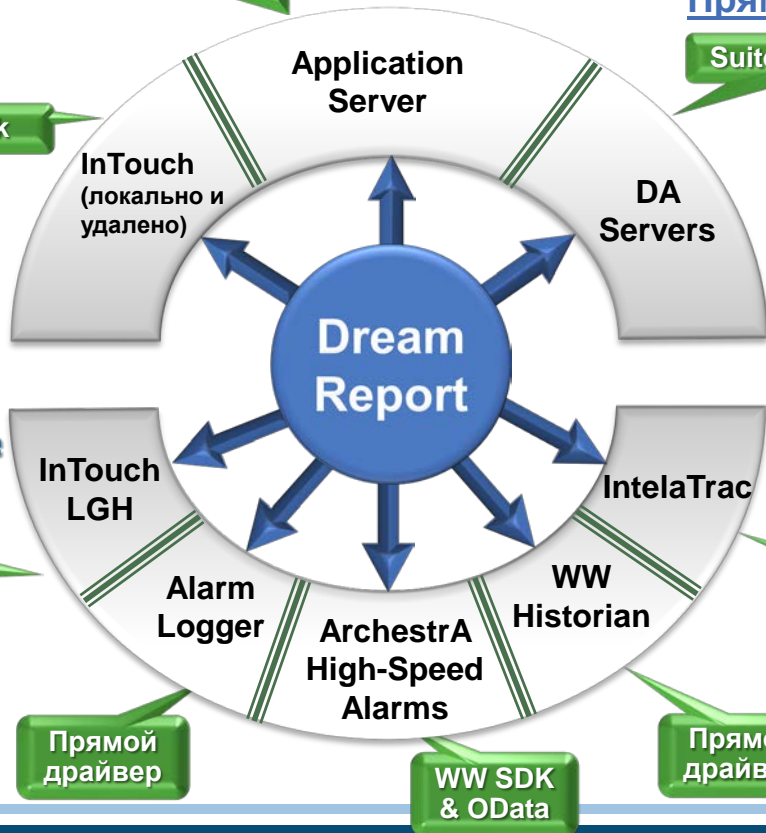 Application
Server
Suite
InTouch
(локально и
удалено)
DA
Servers
Dream
Report
InTouch
LGH
IntelaTrac
Alarm
Logger
WW
Historian
ArchestrA
High-Speed
Alarms
Прямой
драйвер
WW SDK
& OData